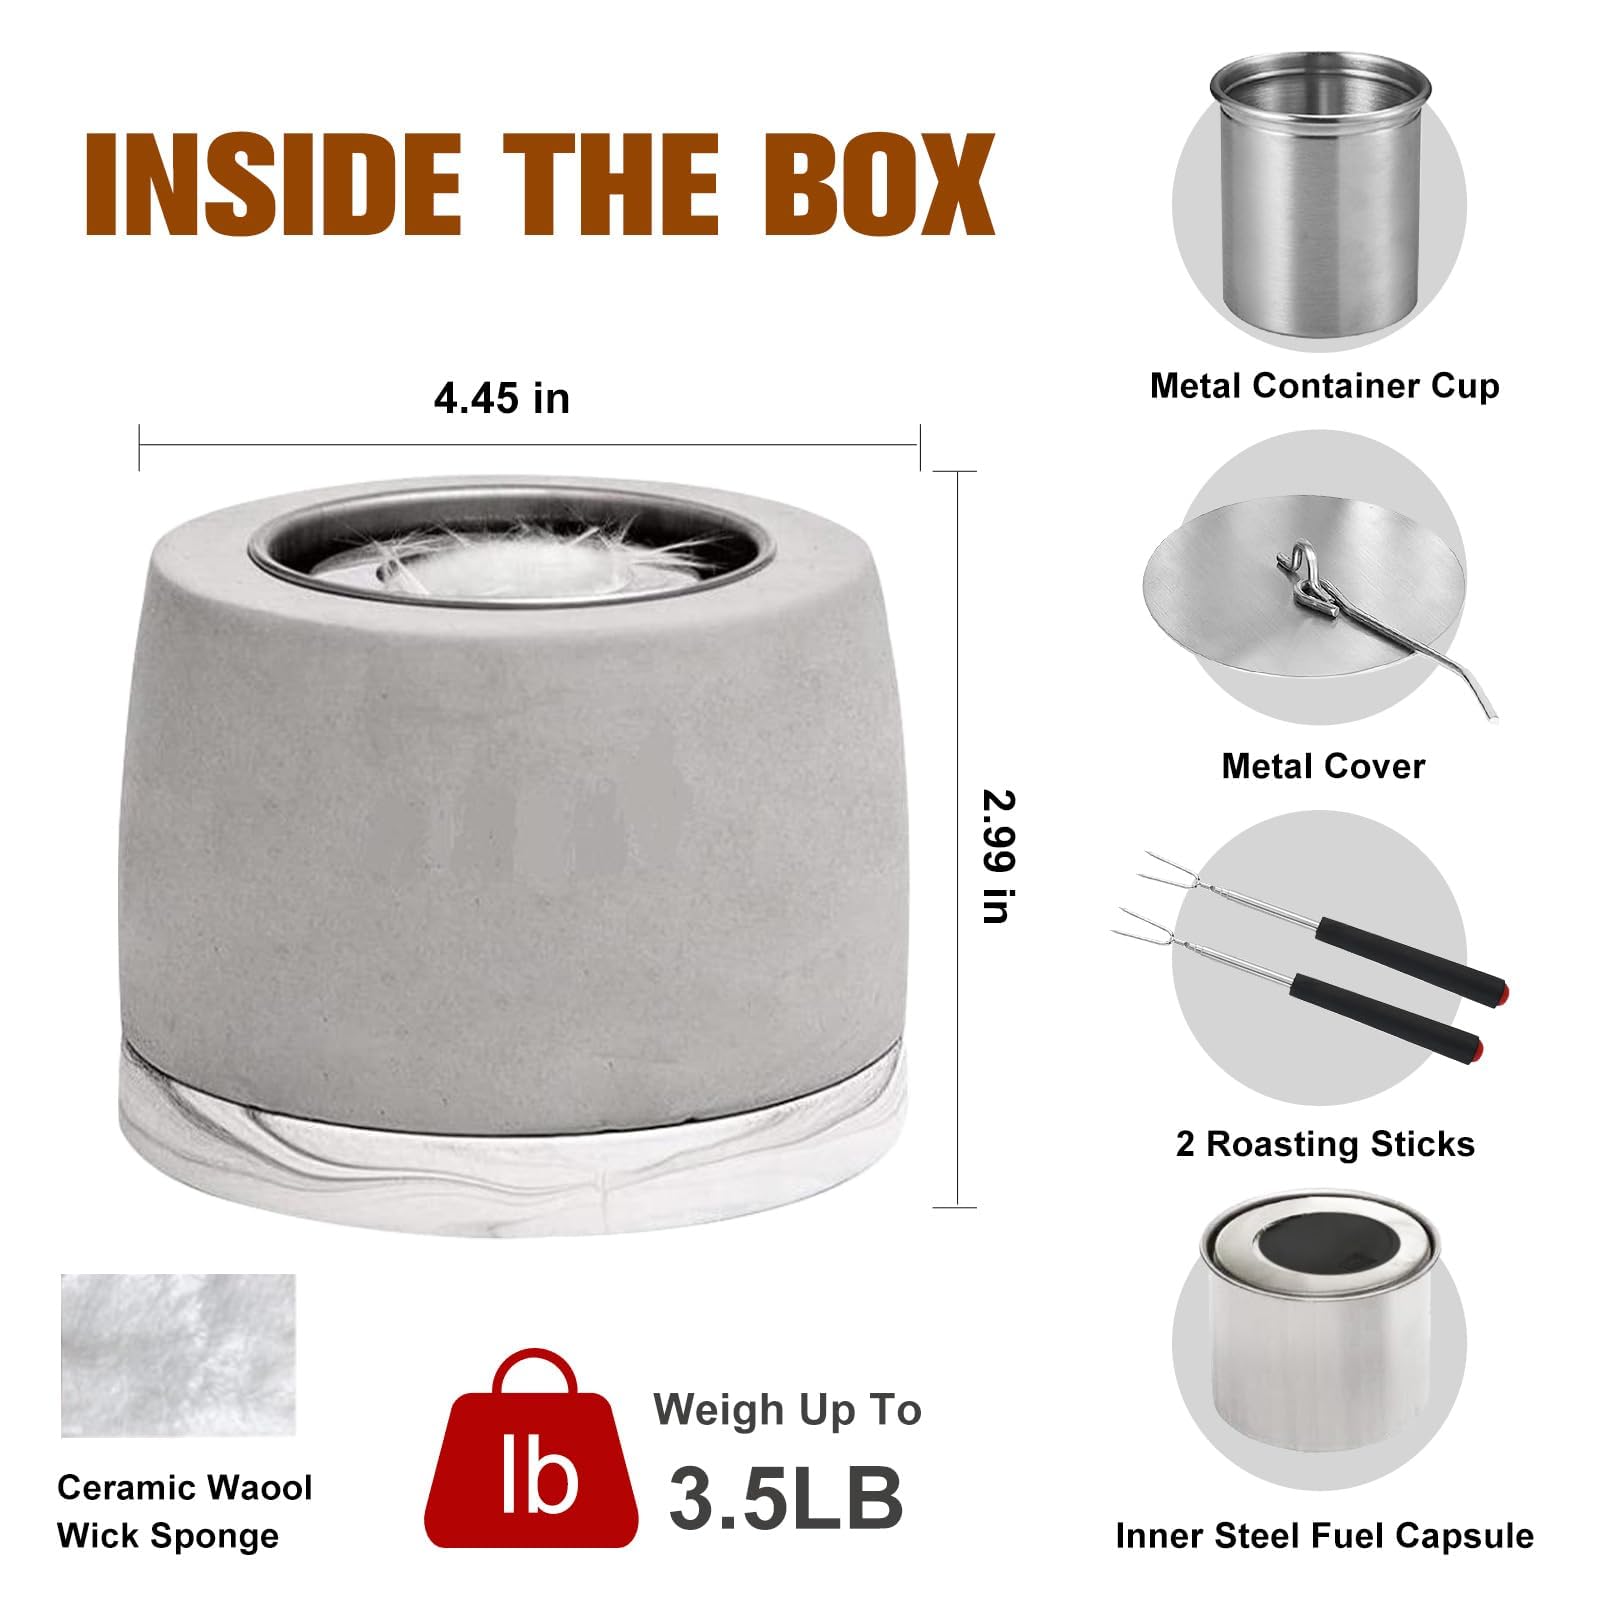 INSIDE THE BOX
4.45 in
2.99 in
Metal Container Cup
Metal Cover
2 Roasting Sticks
Inner Steel Fuel Capsule
Ceramic Waool
Wick Sponge
lb
Weigh Up To
3.5LB